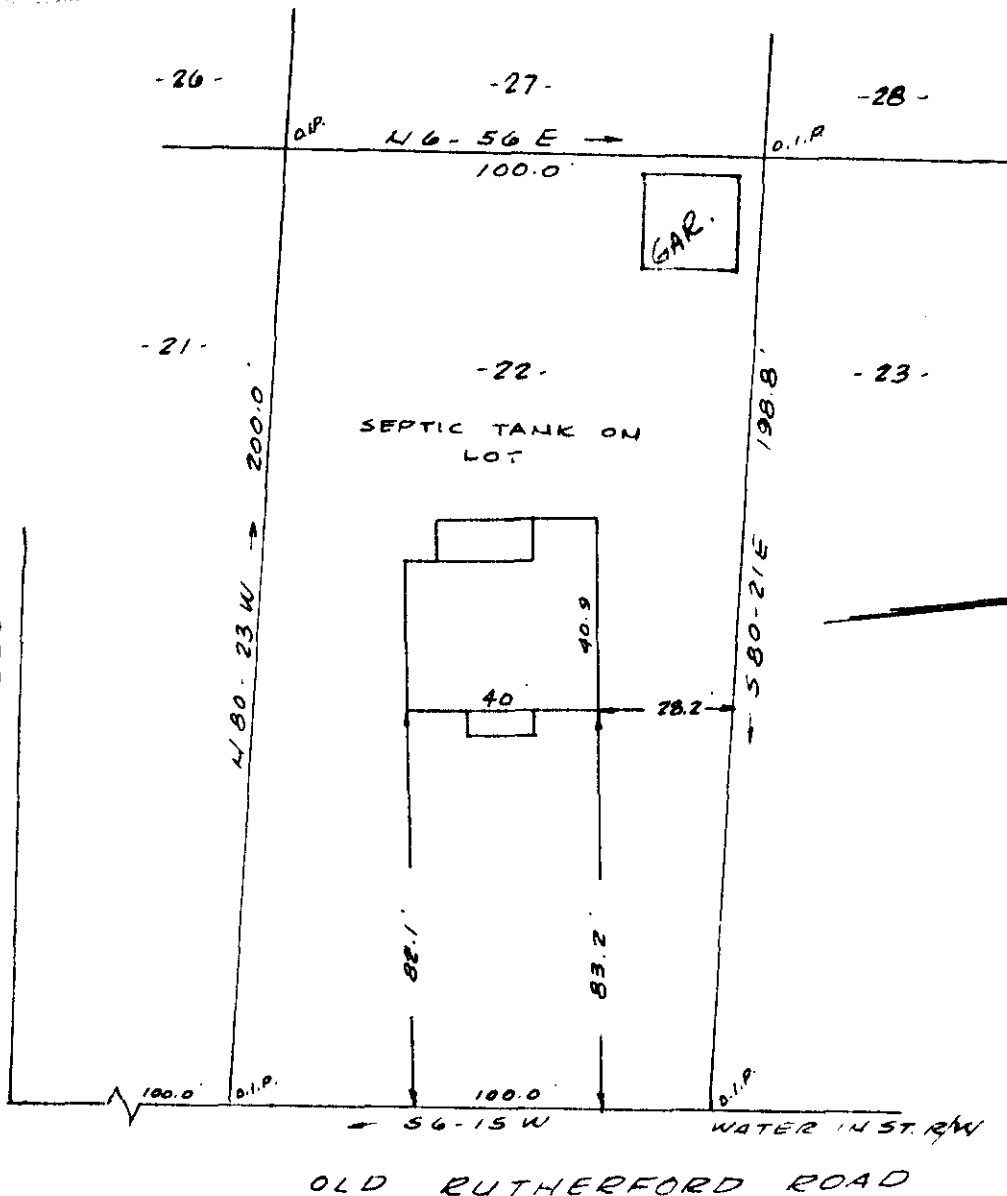 -26-
-27-
-28-
O.I.P.
N 6-56 E →
O.I.P.
100.0'
GAR.
-21-
-22-
-23-
N 80-23 W → 200.0'
← S 80-21 E 198.8'
SEPTIC TANK ON
LOT
40.9
40
28.2
82.1'
83.2'
100.0'
O.I.P.
100.0
O.I.P.
← S 6-15 W
WATER IN ST. R/W
OLD RUTHERFORD ROAD